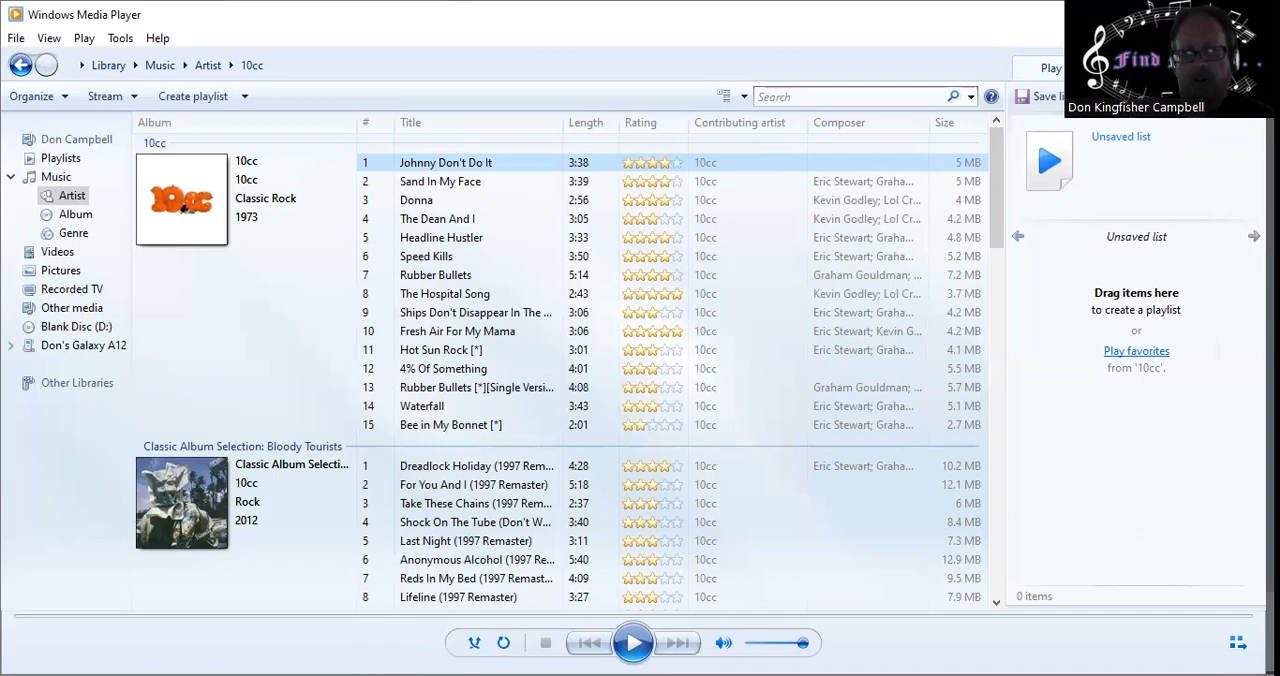 Windows Media Player
File View Play Tools Help
Library Music Artist 10cc
Play
Find . .
Don Kingfisher Campbell
Organize Stream Create playlist
Search
Save li
Album # Title Length Rating Contributing artist Composer Size
Don Campbell
Playlists
Music
Artist
Album
Genre
Videos
Pictures
Recorded TV
Other media
Blank Disc (D:)
Don's Galaxy A12
Other Libraries
10cc
10cc
10cc
10cc
Classic Rock
1973
1 Johnny Don't Do It 3:38 10cc 5 MB
2 Sand In My Face 3:39 10cc Eric Stewart; Graha... 5 MB
3 Donna 2:56 10cc Kevin Godley; Lol Cr... 4 MB
4 The Dean And I 3:05 10cc Kevin Godley; Lol Cr... 4.2 MB
5 Headline Hustler 3:33 10cc Eric Stewart; Graha... 4.8 MB
6 Speed Kills 3:50 10cc Eric Stewart; Graha... 5.2 MB
7 Rubber Bullets 5:14 10cc Graham Gouldman; ... 7.2 MB
8 The Hospital Song 2:43 10cc Kevin Godley; Lol Cr... 3.7 MB
9 Ships Don't Disappear In The ... 3:06 10cc Eric Stewart; Graha... 4.2 MB
10 Fresh Air For My Mama 3:06 10cc Eric Stewart; Kevin G... 4.2 MB
11 Hot Sun Rock [*] 3:01 10cc Eric Stewart; Graha... 4.1 MB
12 4% Of Something 4:01 10cc 5.5 MB
13 Rubber Bullets [*][Single Versi... 4:08 10cc Graham Gouldman; ... 5.7 MB
14 Waterfall 3:43 10cc Eric Stewart; Graha... 5.1 MB
15 Bee in My Bonnet [*] 2:01 10cc Eric Stewart; Graha... 2.7 MB
Classic Album Selection: Bloody Tourists
Classic Album Selecti...
10cc
Rock
2012
1 Dreadlock Holiday (1997 Rem... 4:28 10cc Eric Stewart; Graha... 10.2 MB
2 For You And I (1997 Remaster) 5:18 10cc 12.1 MB
3 Take These Chains (1997 Rem... 2:37 10cc 6 MB
4 Shock On The Tube (Don't W... 3:40 10cc 8.4 MB
5 Last Night (1997 Remaster) 3:11 10cc 7.3 MB
6 Anonymous Alcohol (1997 Re... 5:40 10cc 12.9 MB
7 Reds In My Bed (1997 Remast... 4:09 10cc 9.5 MB
8 Lifeline (1997 Remaster) 3:27 10cc 7.9 MB
Unsaved list
Unsaved list
Drag items here
to create a playlist
or
Play favorites
from '10cc'.
0 items